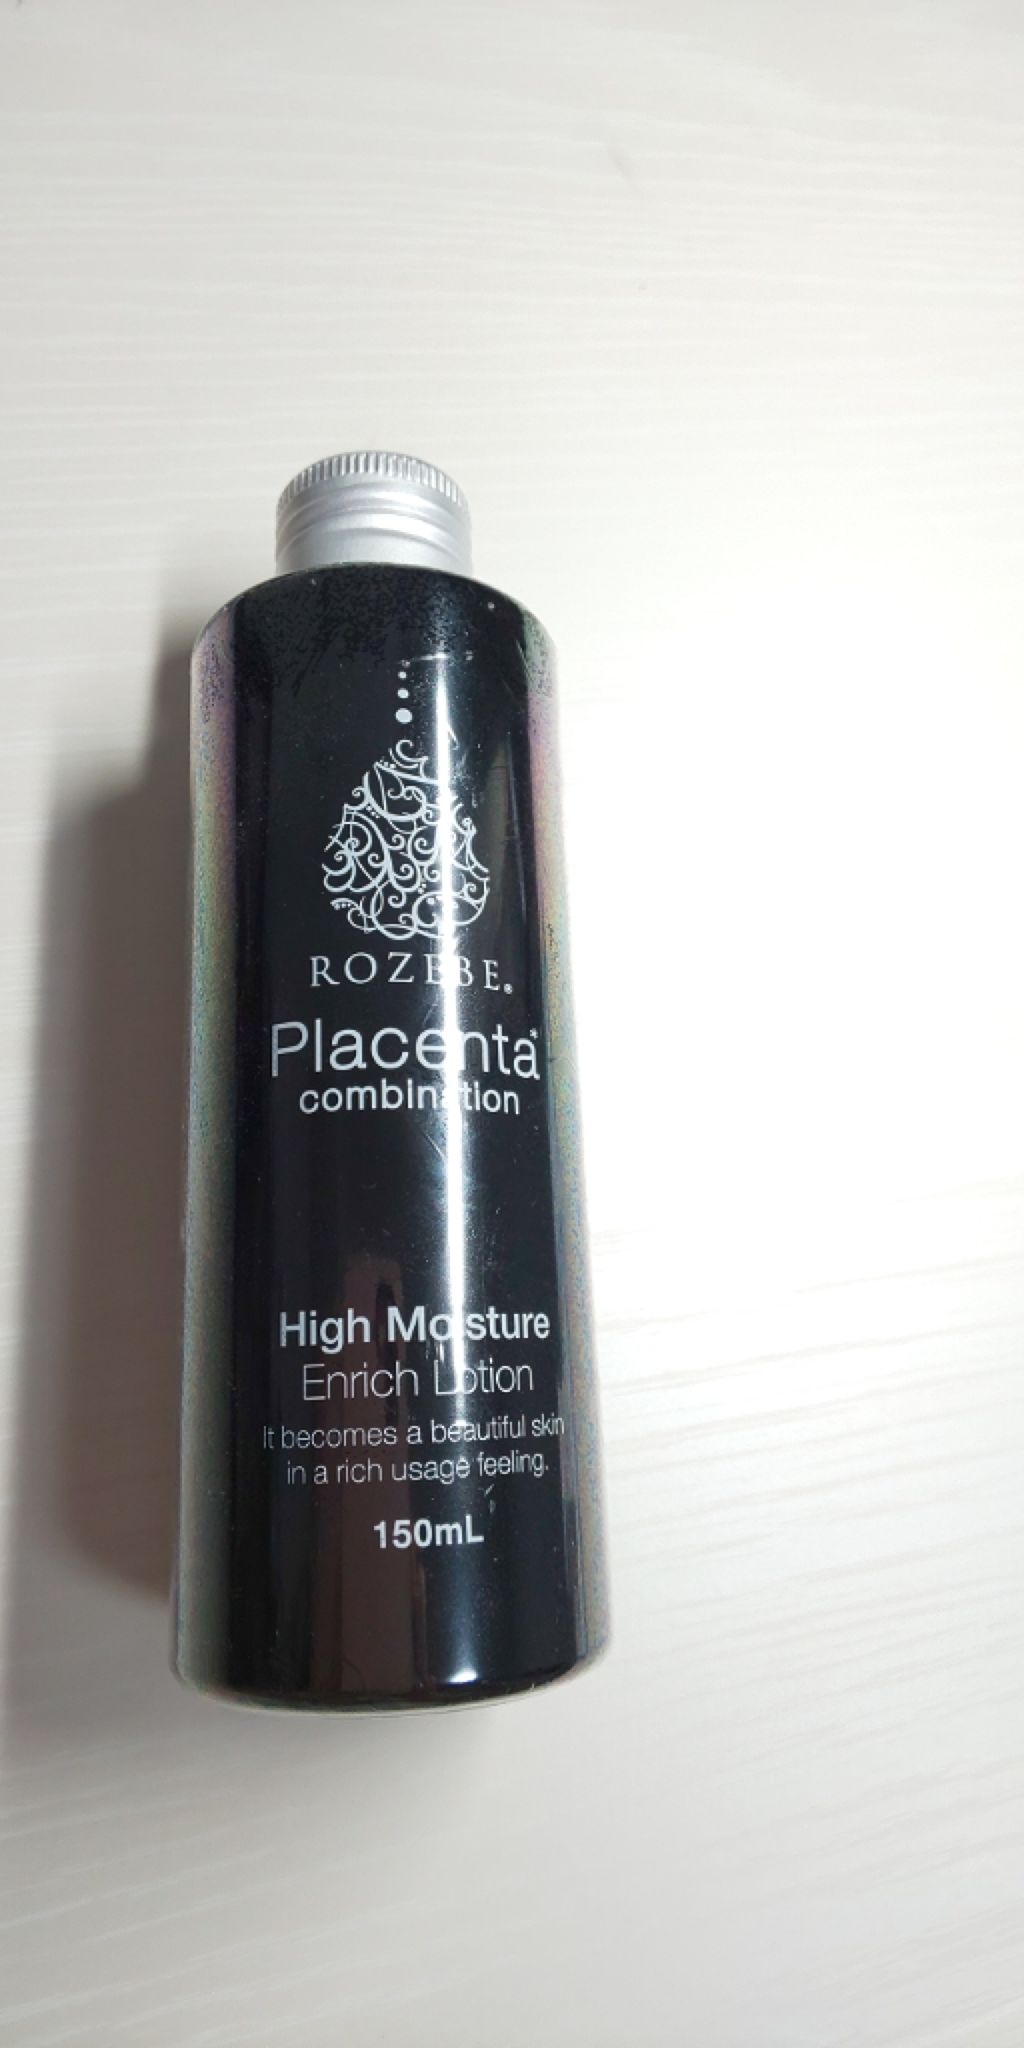 ROZEBE®
Placenta*
combination
High Moisture
Enrich Lotion
It becomes a beautiful skin
in a rich usage feeling.
150mL